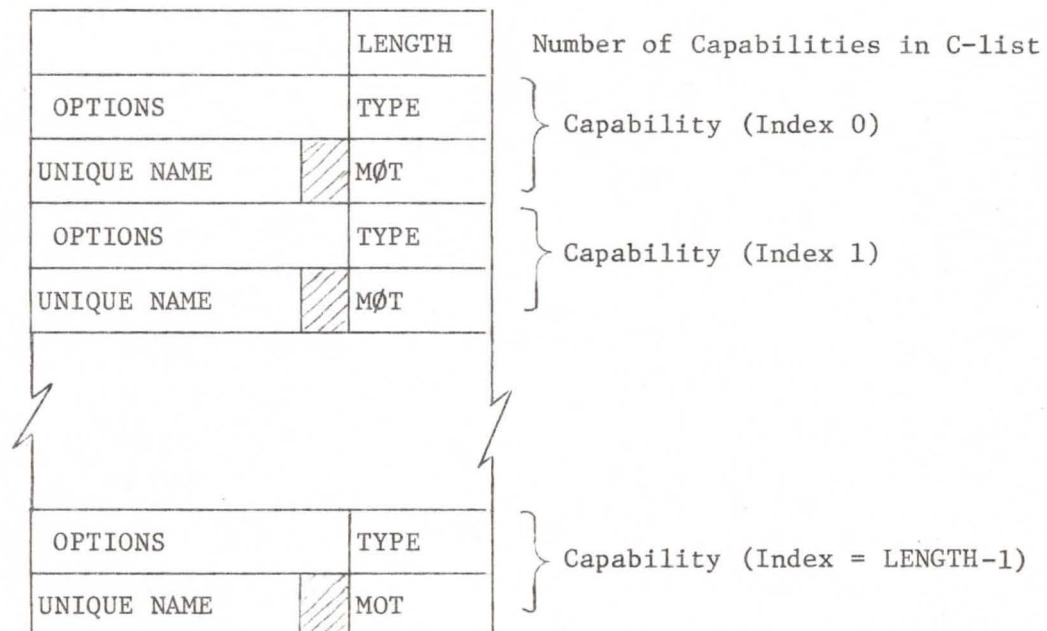 LENGTH Number of Capabilities in C-list
OPTIONS TYPE
Capability (Index 0)
UNIQUE NAME MØT
OPTIONS TYPE
Capability (Index 1)
UNIQUE NAME MØT
OPTIONS TYPE
Capability (Index = LENGTH-1)
UNIQUE NAME MOT